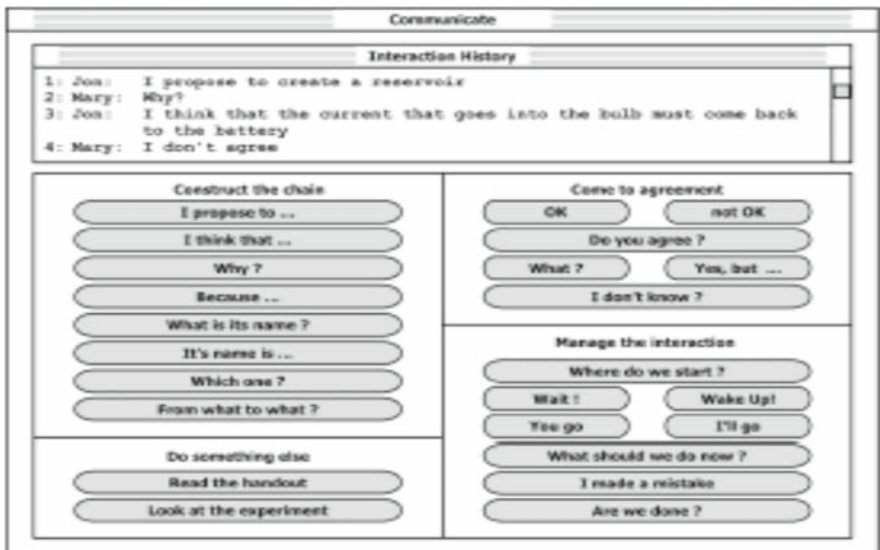 Communicate
Interaction History
1: Jon: I propose to create a reservoir
2: Mary: Why?
3: Jon: I think that the current that goes into the bulb must come back
to the battery
4: Mary: I don't agree
Construct the chain
I propose to ...
I think that ...
Why ?
Because ...
What is its name ?
It's name is ...
Which one ?
From what to what ?
Do something else
Read the handout
Look at the experiment
Come to agreement
OK not OK
Do you agree ?
What ? Yes, but ...
I don't know ?
Manage the interaction
Where do we start ?
Wait ! Wake Up!
You go I'll go
What should we do now ?
I made a mistake
Are we done ?